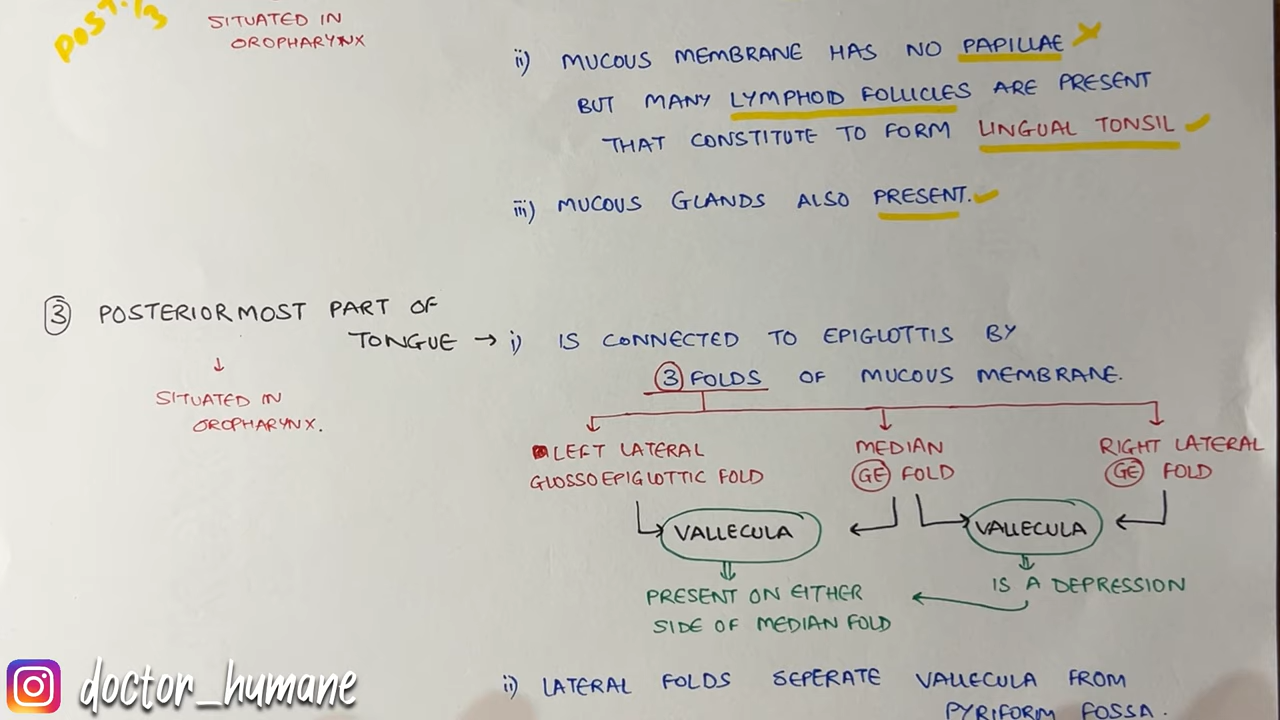 POST. 1/3
SITUATED IN
OROPHARYNX
ii) MUCOUS MEMBRANE HAS NO PAPILLAE
BUT MANY LYMPHOID FOLLICLES ARE PRESENT
THAT CONSTITUTE TO FORM LINGUAL TONSIL
iii) MUCOUS GLANDS ALSO PRESENT.
③ POSTERIORMOST PART OF
TONGUE → i) IS CONNECTED TO EPIGLOTTIS BY
↓
SITUATED IN
OROPHARYNX.
③ FOLDS OF MUCOUS MEMBRANE.
LEFT LATERAL
GLOSSOEPIGLOTTIC FOLD
MEDIAN
GE FOLD
RIGHT LATERAL
GE FOLD
VALLECULA
VALLECULA
PRESENT ON EITHER
SIDE OF MEDIAN FOLD
IS A DEPRESSION
ii) LATERAL FOLDS SEPERATE VALLECULA FROM
PYRIFORM FOSSA.
doctor_humane